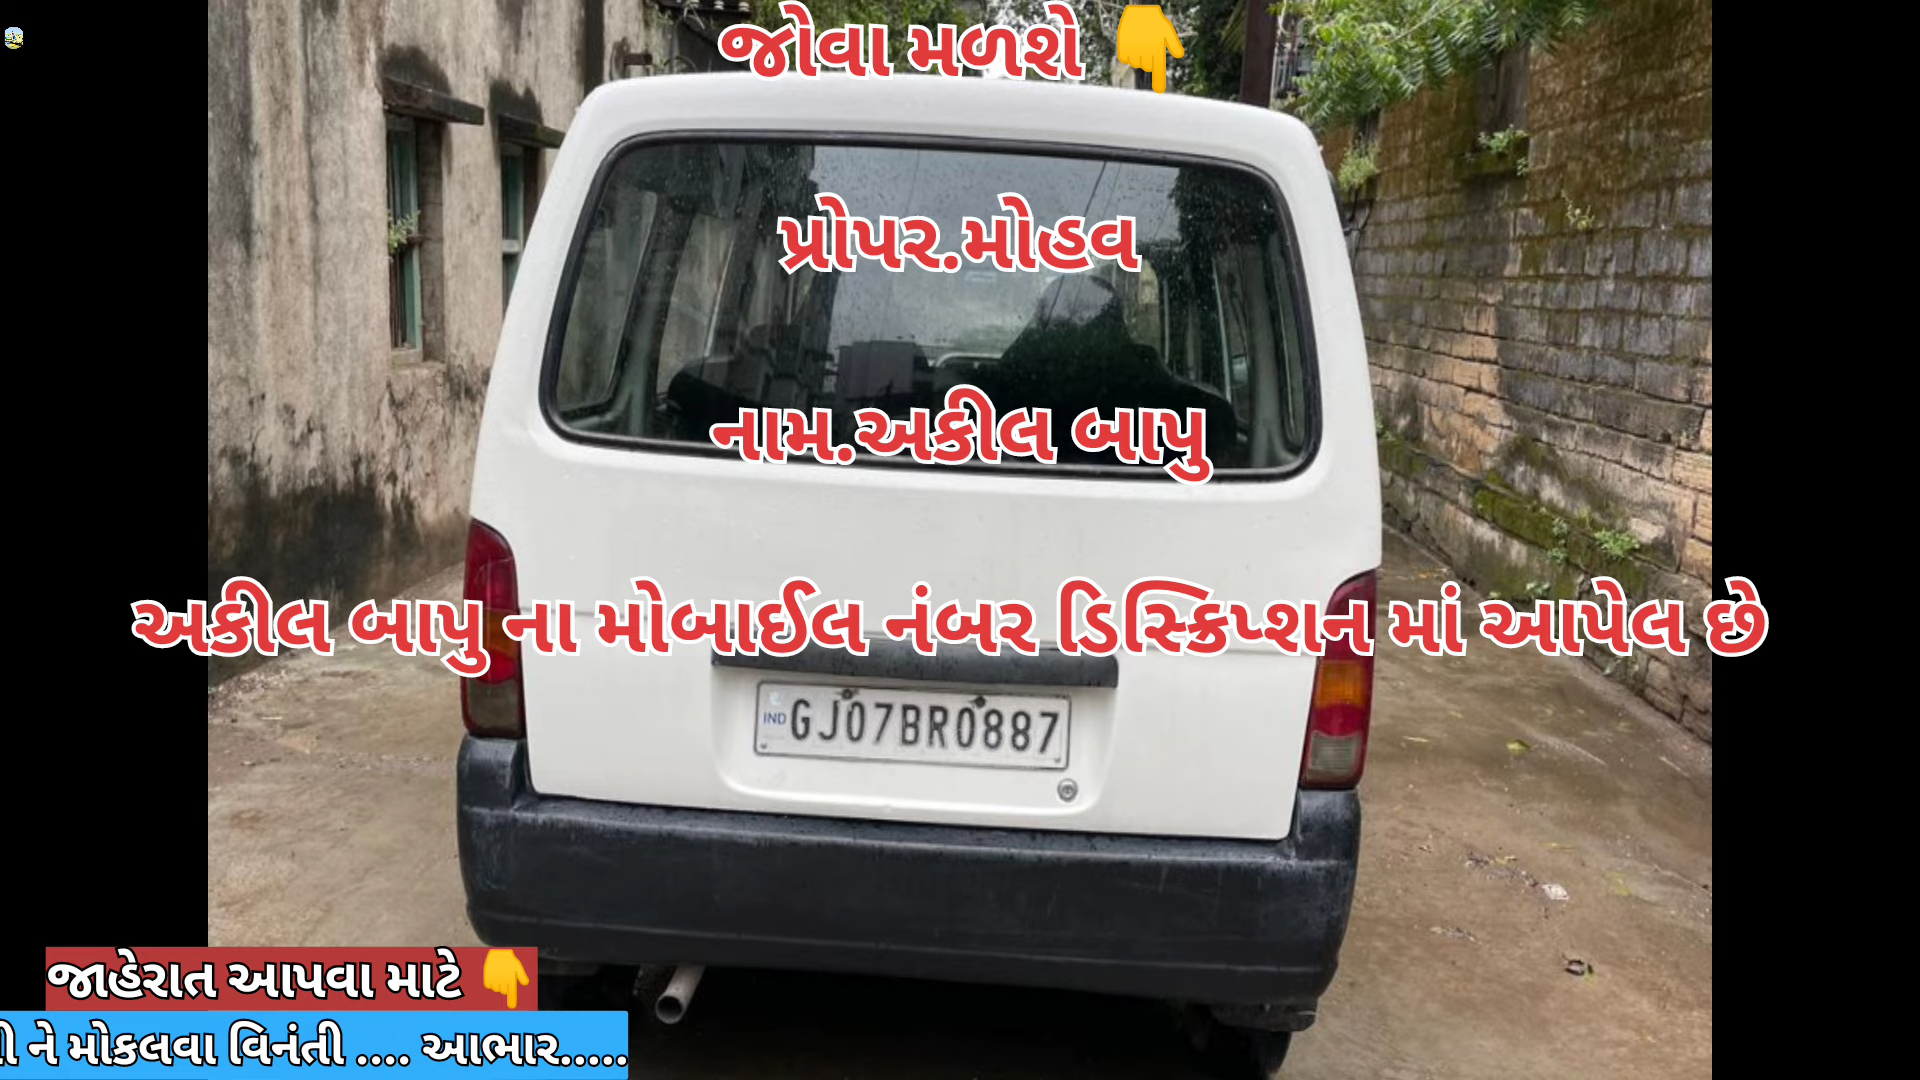 જોવા મળશે 👇
પ્રોપર.મોહવ
નામ.અકીલ બાપુ
અકીલ બાપુ ના મોબાઈલ નંબર ડિસ્ક્રિપ્શન માં આપેલ છે
IND GJ07BR0887
જાહેરાત આપવા માટે 👇
ને મોકલવા વિનંતી .... આભાર.....